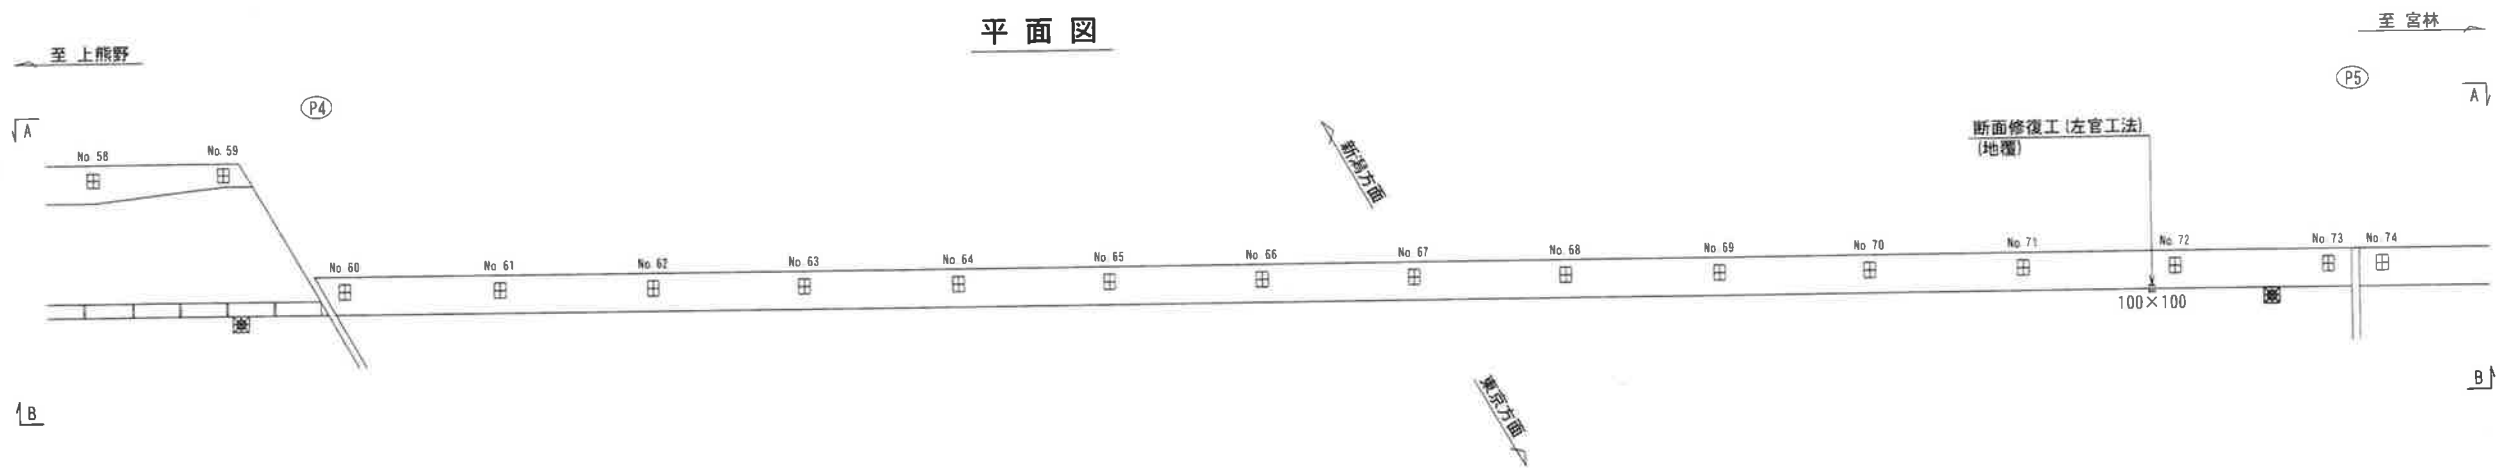 平面図
至 宮林
至 上熊野
P5
P4
A
A
断面修復工(左官工法)
(地覆)
新潟方面
No 58
No 59
No 60
No 61
No 62
No 63
No 64
No 65
No 66
No 67
No 68
No 69
No 70
No 71
No 72
No 73
No 74
100×100
東京方面
B
B